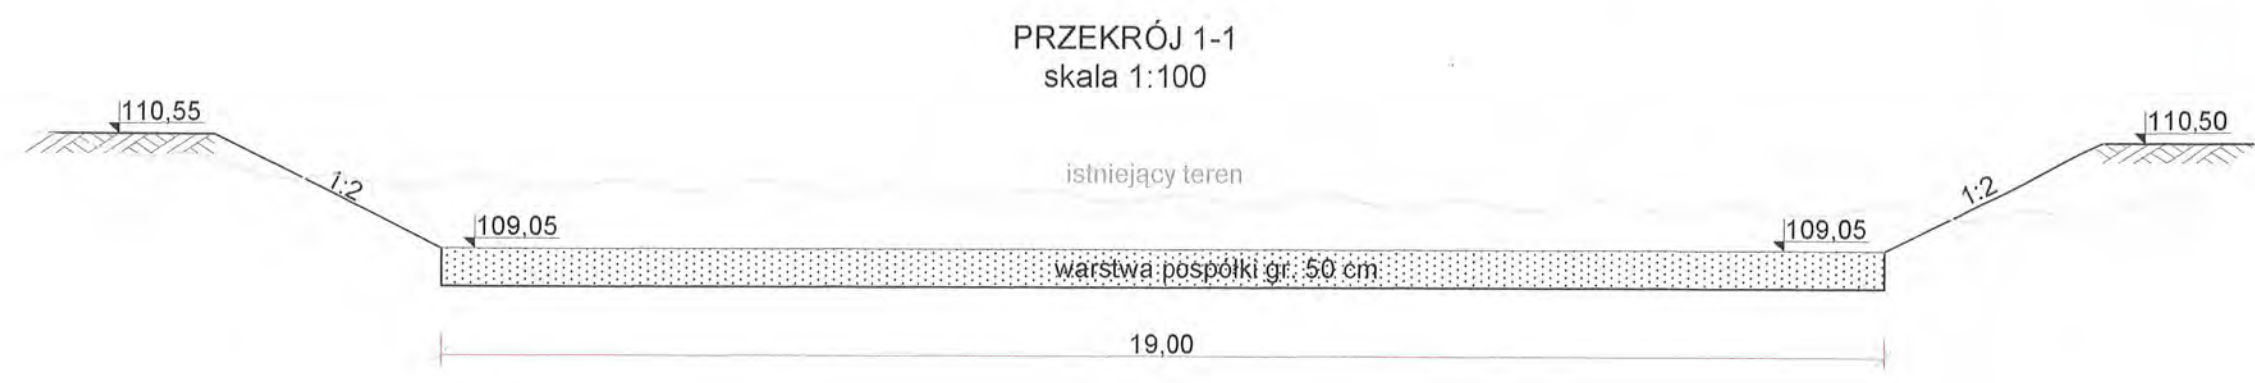 PRZEKRÓJ 1-1
skala 1:100
110,55
110,50
istniejący teren
1:2
1:2
109,05
109,05
warstwa pospółki gr. 50 cm
19,00